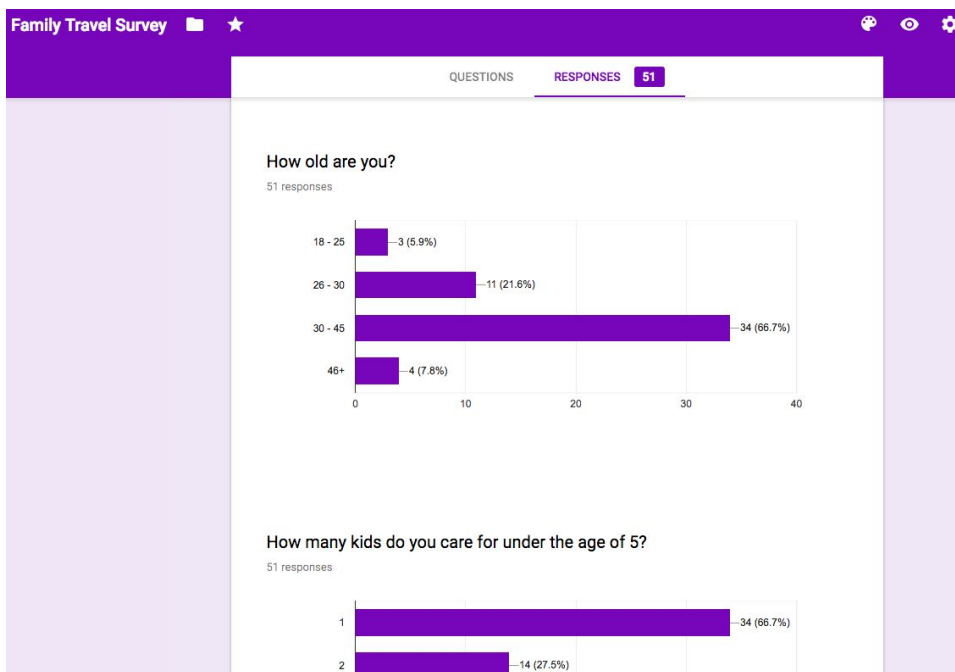 Family Travel Survey
QUESTIONS RESPONSES 51
How old are you?
51 responses
18 - 25 3 (5.9%)
26 - 30 11 (21.6%)
30 - 45 34 (66.7%)
46+ 4 (7.8%)
0 10 20 30 40
How many kids do you care for under the age of 5?
51 responses
1 34 (66.7%)
2 14 (27.5%)